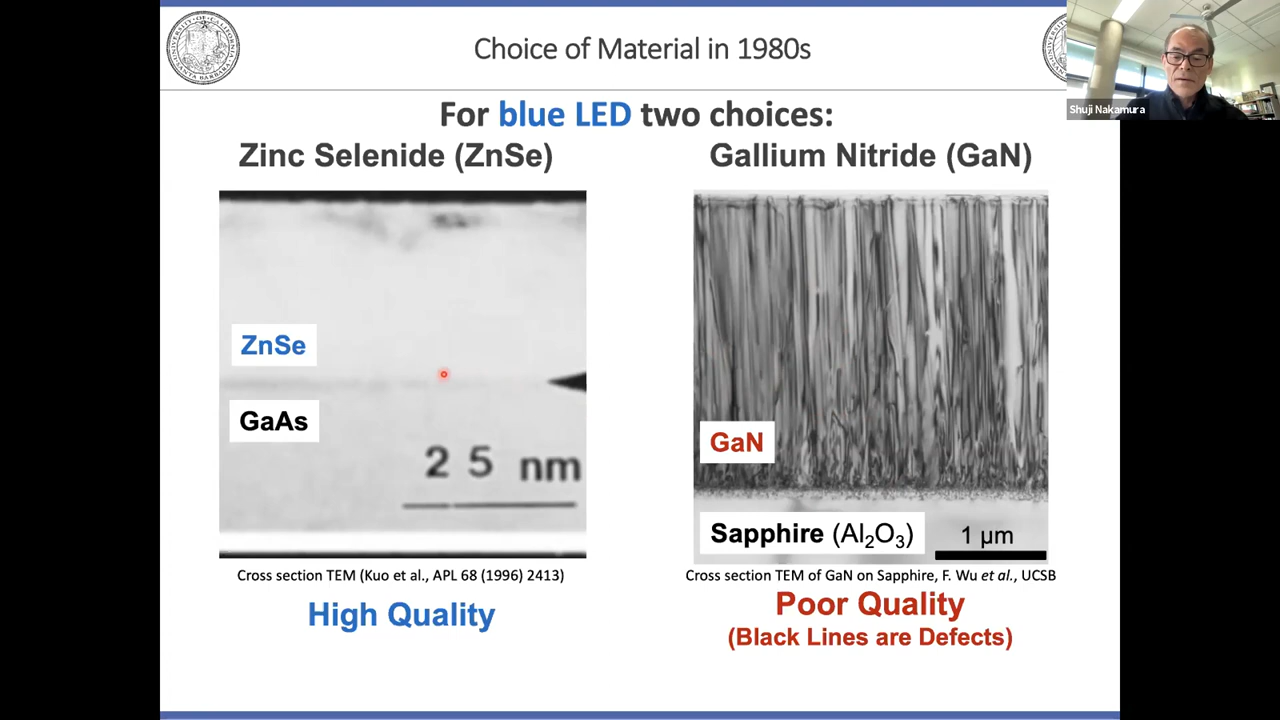 Choice of Material in 1980s
Shuji Nakamura
For blue LED two choices:
Zinc Selenide (ZnSe)
Gallium Nitride (GaN)
ZnSe
GaAs
25 nm
GaN
Sapphire (Al₂O₃)
1 μm
Cross section TEM (Kuo et al., APL 68 (1996) 2413)
Cross section TEM of GaN on Sapphire, F. Wu et al., UCSB
High Quality
Poor Quality
(Black Lines are Defects)